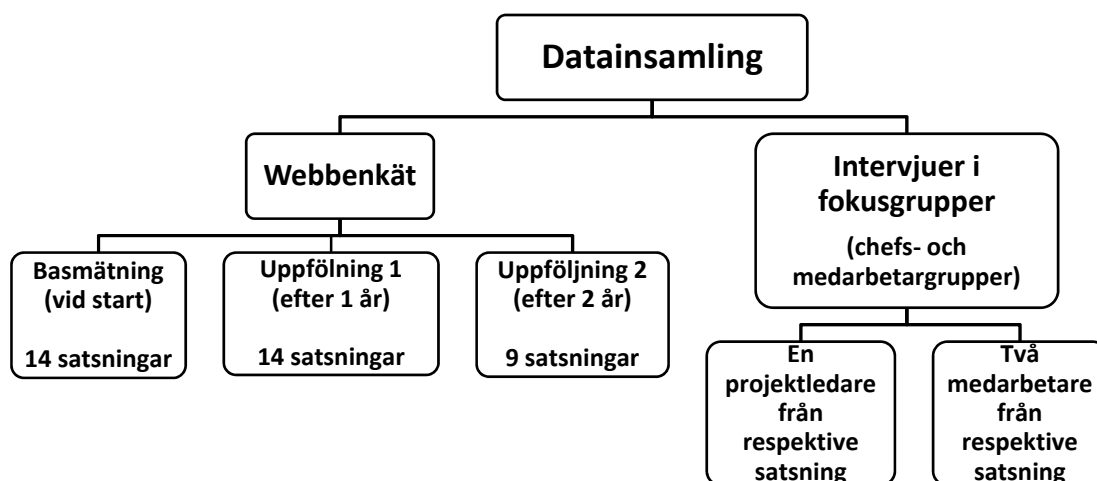 Datainsamling
Webbenkät
Intervjuer i
fokusgrupper
(chefs- och
medarbetargrupper)
Basmätning
(vid start)
14 satsningar
Uppfölning 1
(efter 1 år)
14 satsningar
Uppföljning 2
(efter 2 år)
9 satsningar
En
projektledare
från
respektive
satsning
Två
medarbetare
från
respektive
satsning